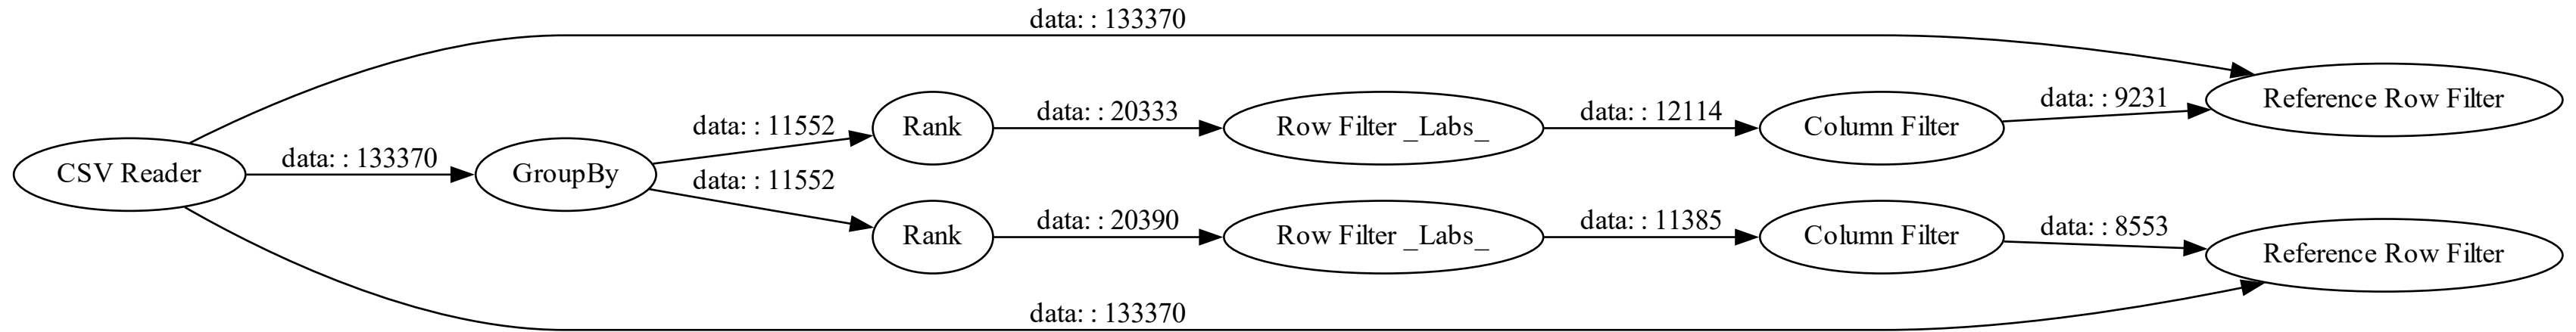 data: : 133370
CSV Reader
data: : 133370
GroupBy
data: : 11552
Rank
data: : 20333
Row Filter _Labs_
data: : 12114
Column Filter
data: : 9231
Reference Row Filter
data: : 11552
Rank
data: : 20390
Row Filter _Labs_
data: : 11385
Column Filter
data: : 8553
Reference Row Filter
data: : 133370